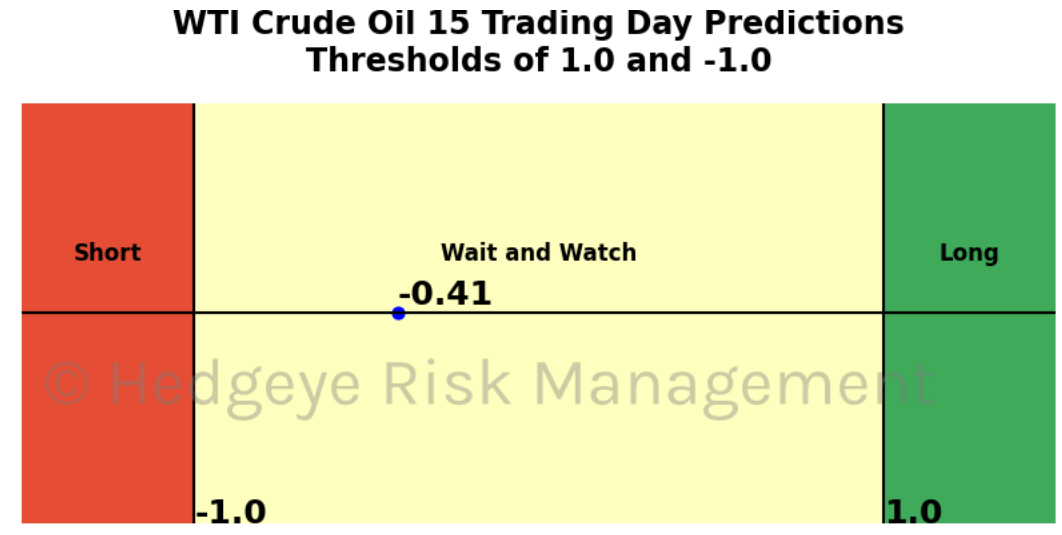 WTI Crude Oil 15 Trading Day Predictions
Thresholds of 1.0 and -1.0
Short
Wait and Watch
Long
-0.41
© Hedgeye Risk Management
-1.0
1.0